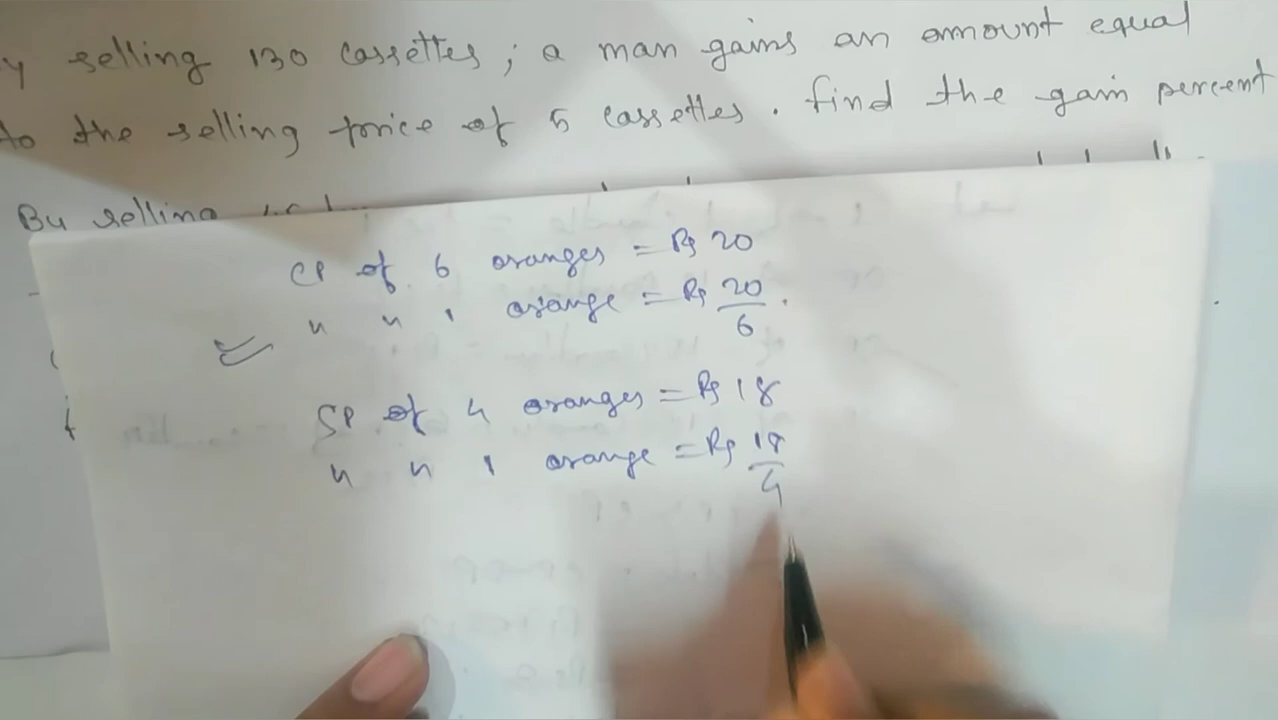 y selling 130 cassettes ; a man gains an amount equal
to the selling price of 5 cassettes . find the gain percent
By selling
CP of 6 oranges = Rs 20
" " 1 orange = Rs 20/6 .
SP of 4 oranges = Rs 18
" " 1 orange = Rs 18/4